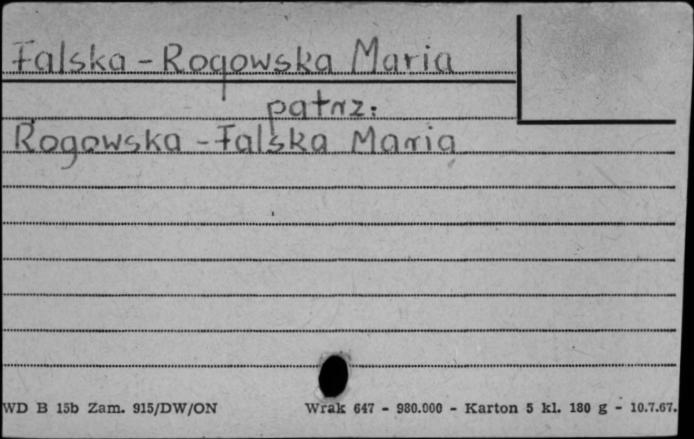 Falska - Rogowska Maria
patrz:
Rogowska - Falska Maria
WD B 15b Zam. 915/DW/ON Wrak 647 - 980.000 - Karton 5 kl. 180 g - 10.7.67.